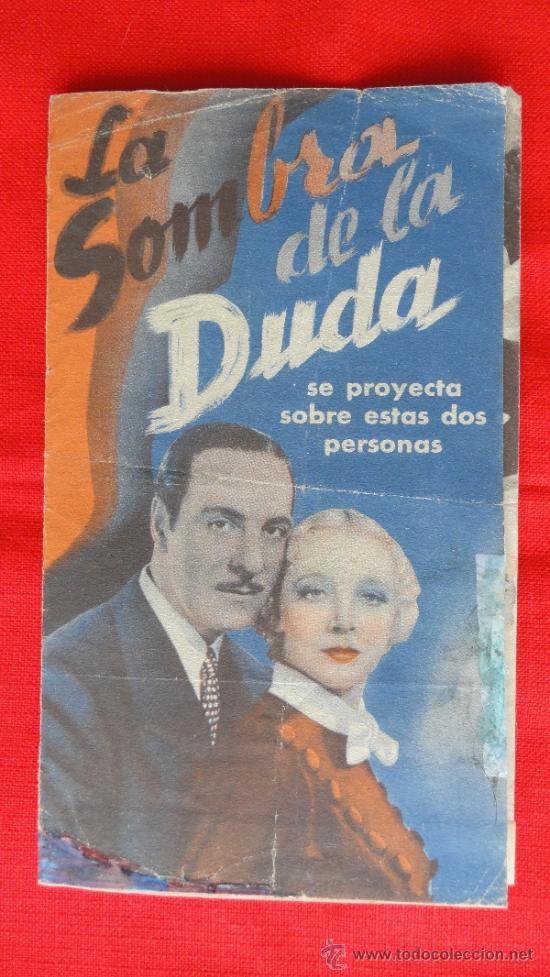 La
Sombra
de la
Duda
se proyecta
sobre estas dos
personas
© www.todocoleccion.net